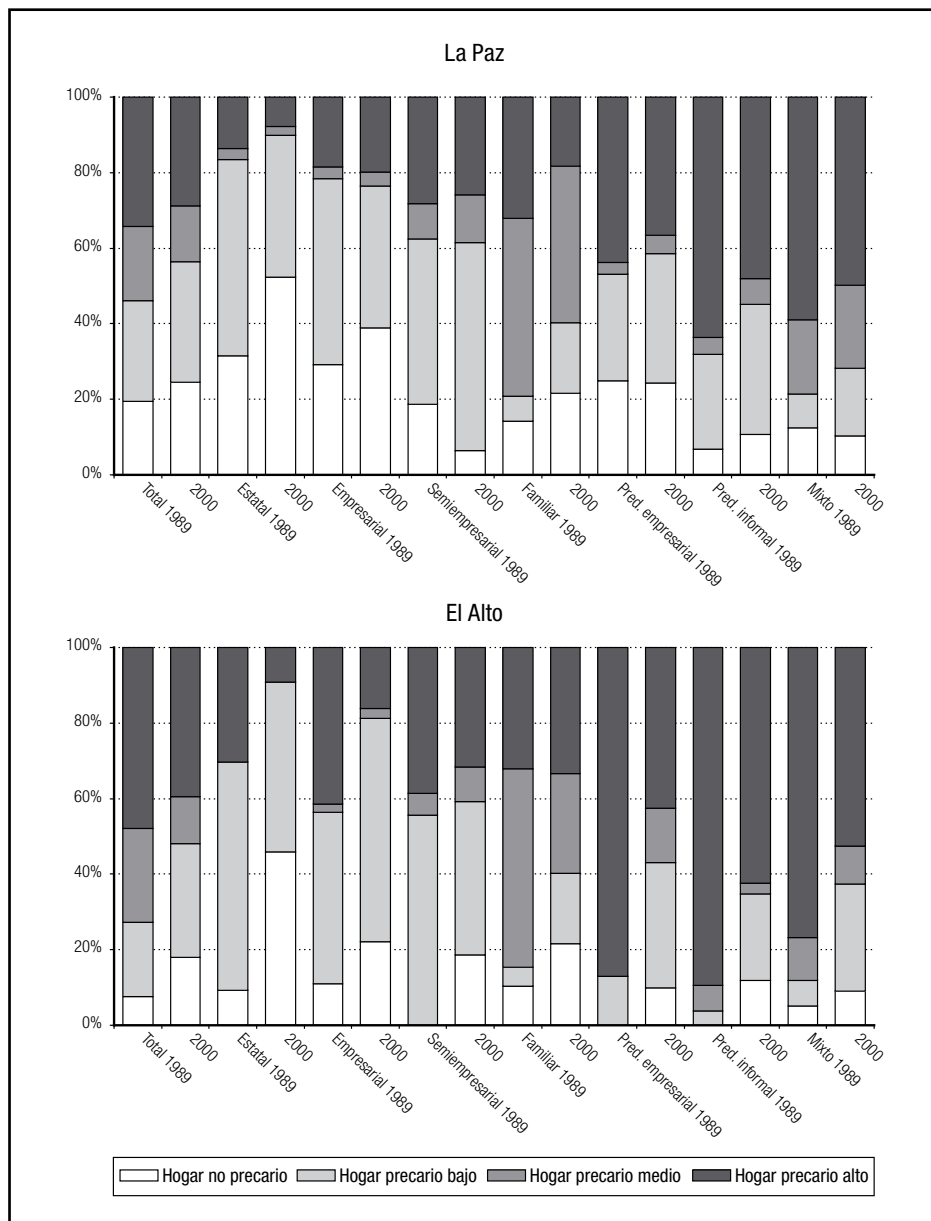 La Paz
100%
80%
60%
40%
20%
0%
Total 1989
2000
Estatal 1989
2000
Empresarial 1989
2000
Semiempresarial 1989
2000
Familiar 1989
2000
Pred. empresarial 1989
2000
Pred. informal 1989
2000
Mixto 1989
2000
El Alto
100%
80%
60%
40%
20%
0%
Total 1989
2000
Estatal 1989
2000
Empresarial 1989
2000
Semiempresarial 1989
2000
Familiar 1989
2000
Pred. empresarial 1989
2000
Pred. informal 1989
2000
Mixto 1989
2000
Hogar no precario Hogar precario bajo Hogar precario medio Hogar precario alto